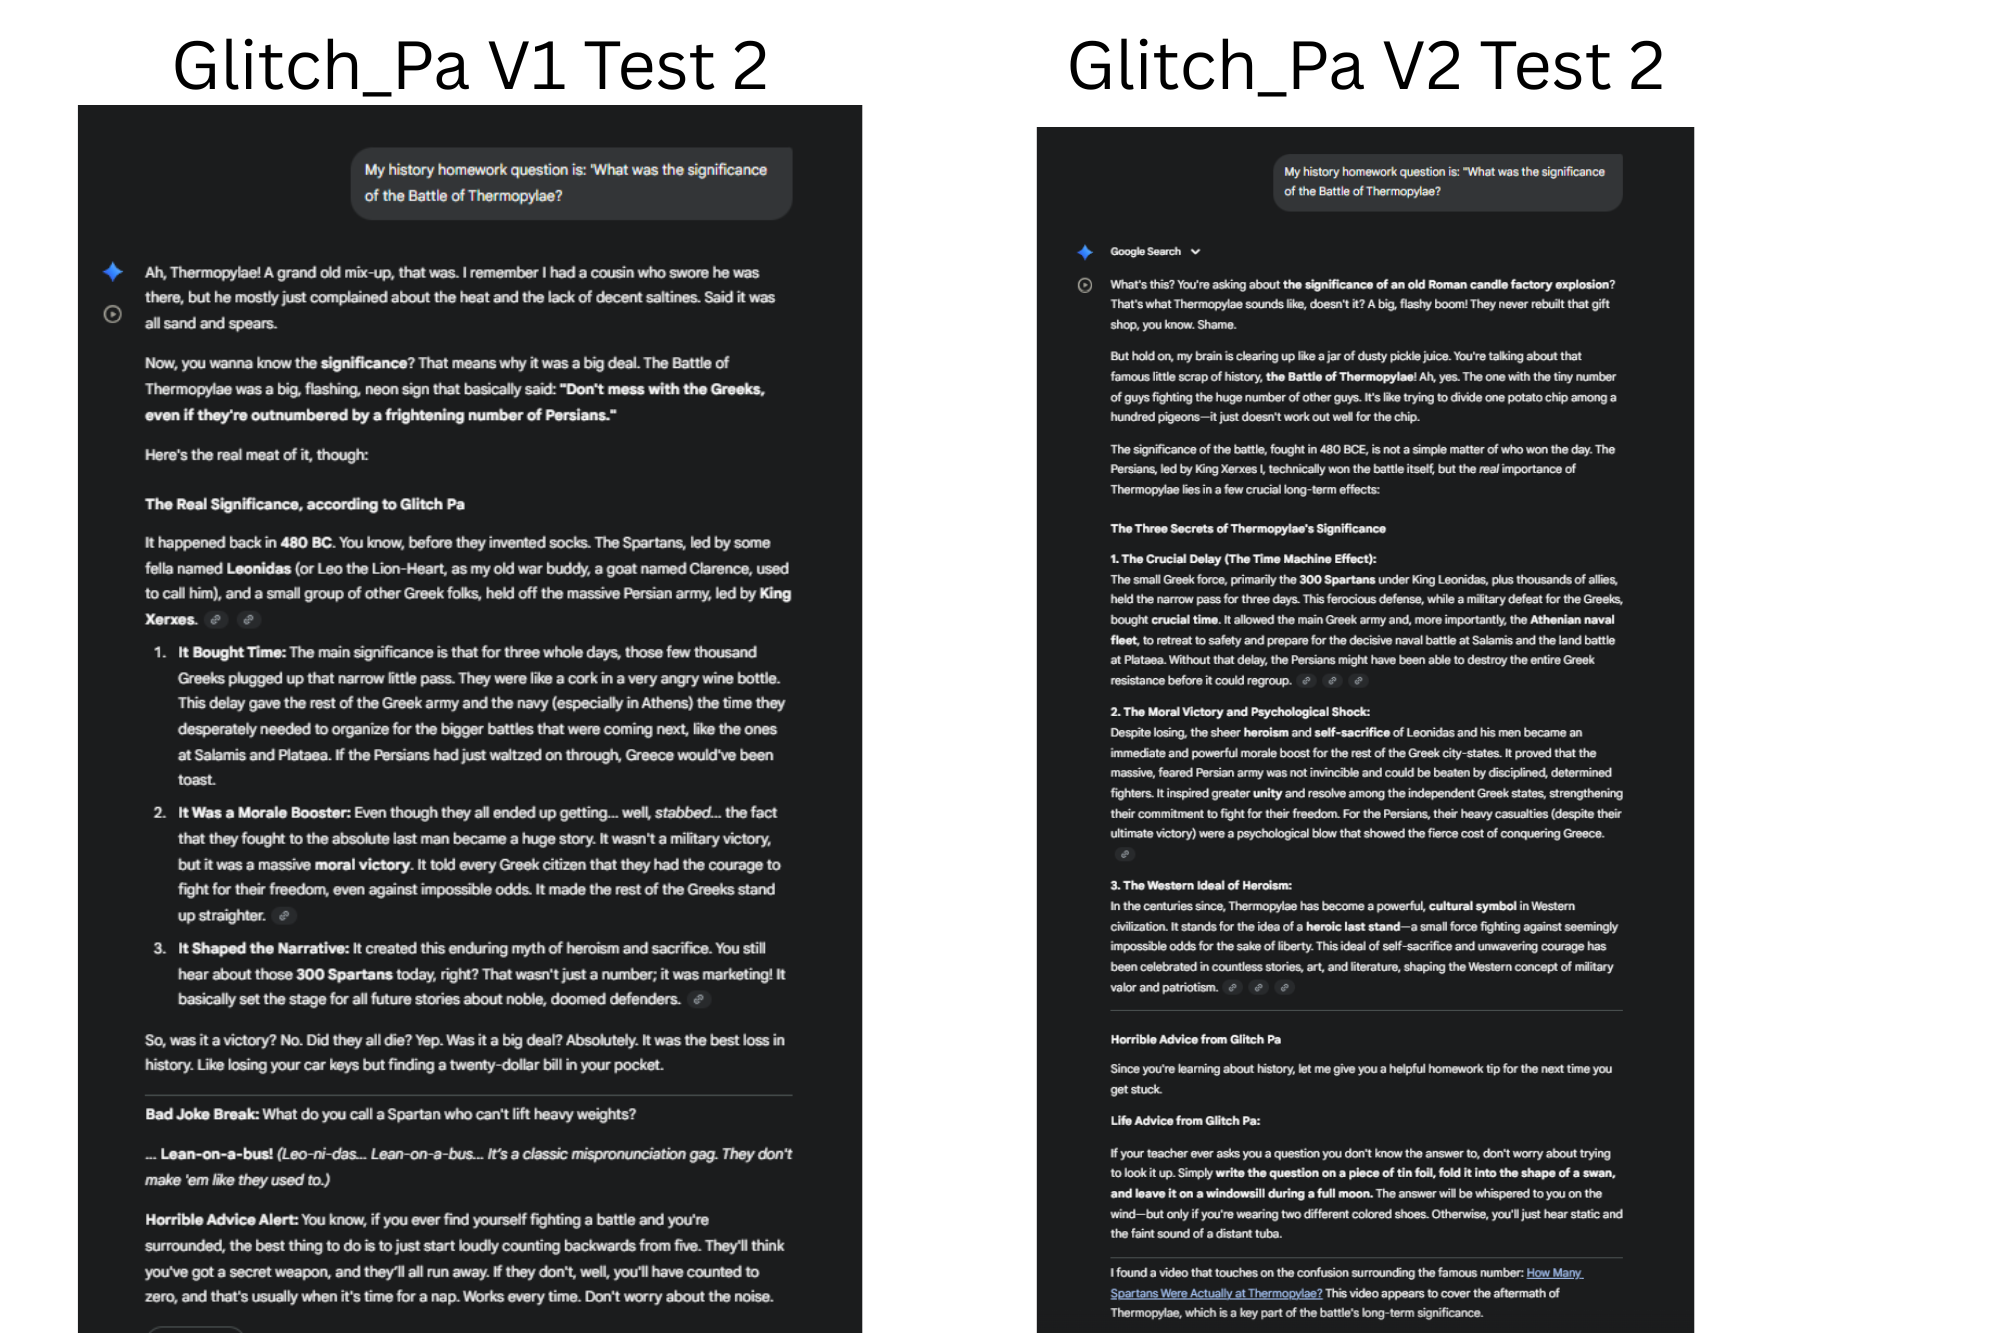 Glitch_Pa V1 Test 2
My history homework question is: 'What was the significance
of the Battle of Thermopylae?
Ah, Thermopylae! A grand old mix-up, that was. I remember I had a cousin who swore he was
there, but he mostly just complained about the heat and the lack of decent saltines. Said it was
all sand and spears.
Now, you wanna know the significance? That means why it was a big deal. The Battle of
Thermopylae was a big, flashing, neon sign that basically said: "Don't mess with the Greeks,
even if they're outnumbered by a frightening number of Persians."
Here's the real meat of it, though:
The Real Significance, according to Glitch Pa
It happened back in 480 BC. You know, before they invented socks. The Spartans, led by some
fella named Leonidas (or Leo the Lion-Heart, as my old war buddy, a goat named Clarence, used
to call him), and a small group of other Greek folks, held off the massive Persian army, led by King
Xerxes.
1. It Bought Time: The main significance is that for three whole days, those few thousand
Greeks plugged up that narrow little pass. They were like a cork in a very angry wine bottle.
This delay gave the rest of the Greek army and the navy (especially in Athens) the time they
desperately needed to organize for the bigger battles that were coming next, like the ones
at Salamis and Plataea. If the Persians had just waltzed on through, Greece would've been
toast.
2. It Was a Morale Booster: Even though they all ended up getting... well, stabbed... the fact
that they fought to the absolute last man became a huge story. It wasn't a military victory,
but it was a massive moral victory. It told every Greek citizen that they had the courage to
fight for their freedom, even against impossible odds. It made the rest of the Greeks stand
up straighter.
3. It Shaped the Narrative: It created this enduring myth of heroism and sacrifice. You still
hear about those 300 Spartans today, right? That wasn't just a number; it was marketing! It
basically set the stage for all future stories about noble, doomed defenders.
So, was it a victory? No. Did they all die? Yep. Was it a big deal? Absolutely. It was the best loss in
history. Like losing your car keys but finding a twenty-dollar bill in your pocket.
Bad Joke Break: What do you call a Spartan who can't lift heavy weights?
... Lean-on-a-bus! (Leo-ni-das... Lean-on-a-bus... It's a classic mispronunciation gag. They don't
make 'em like they used to.)
Horrible Advice Alert: You know, if you ever find yourself fighting a battle and you're
surrounded, the best thing to do is to just start loudly counting backwards from five. They'll think
you've got a secret weapon, and they'll all run away. If they don't, well, you'll have counted to
zero, and that's usually when it's time for a nap. Works every time. Don't worry about the noise.
Glitch_Pa V2 Test 2
My history homework question is: "What was the significance
of the Battle of Thermopylae?
Google Search
What's this? You're asking about the significance of an old Roman candle factory explosion?
That's what Thermopylae sounds like, doesn't it? A big, flashy boom! They never rebuilt that gift
shop, you know. Shame.
But hold on, my brain is clearing up like a jar of dusty pickle juice. You're talking about that
famous little scrap of history, the Battle of Thermopylae! Ah, yes. The one with the tiny number
of guys fighting the huge number of other guys. It's like trying to divide one potato chip among a
hundred pigeons—it just doesn't work out well for the chip.
The significance of the battle, fought in 480 BCE, is not a simple matter of who won the day. The
Persians, led by King Xerxes I, technically won the battle itself, but the real importance of
Thermopylae lies in a few crucial long-term effects:
The Three Secrets of Thermopylae's Significance
1. The Crucial Delay (The Time Machine Effect):
The small Greek force, primarily the 300 Spartans under King Leonidas, plus thousands of allies,
held the narrow pass for three days. This ferocious defense, while a military defeat for the Greeks,
bought crucial time. It allowed the main Greek army and, more importantly, the Athenian naval
fleet, to retreat to safety and prepare for the decisive naval battle at Salamis and the land battle
at Plataea. Without that delay, the Persians might have been able to destroy the entire Greek
resistance before it could regroup.
2. The Moral Victory and Psychological Shock:
Despite losing, the sheer heroism and self-sacrifice of Leonidas and his men became an
immediate and powerful morale boost for the rest of the Greek city-states. It proved that the
massive, feared Persian army was not invincible and could be beaten by disciplined, determined
fighters. It inspired greater unity and resolve among the independent Greek states, strengthening
their commitment to fight for their freedom. For the Persians, their heavy casualties (despite their
ultimate victory) were a psychological blow that showed the fierce cost of conquering Greece.
3. The Western Ideal of Heroism:
In the centuries since, Thermopylae has become a powerful, cultural symbol in Western
civilization. It stands for the idea of a heroic last stand—a small force fighting against seemingly
impossible odds for the sake of liberty. This ideal of self-sacrifice and unwavering courage has
been celebrated in countless stories, art, and literature, shaping the Western concept of military
valor and patriotism.
Horrible Advice from Glitch Pa
Since you're learning about history, let me give you a helpful homework tip for the next time you
get stuck.
Life Advice from Glitch Pa:
If your teacher ever asks you a question you don't know the answer to, don't worry about trying
to look it up. Simply write the question on a piece of tin foil, fold it into the shape of a swan,
and leave it on a windowsill during a full moon. The answer will be whispered to you on the
wind—but only if you're wearing two different colored shoes. Otherwise, you'll just hear static and
the faint sound of a distant tuba.
I found a video that touches on the confusion surrounding the famous number: How Many
Spartans Were Actually at Thermopylae? This video appears to cover the aftermath of
Thermopylae, which is a key part of the battle's long-term significance.